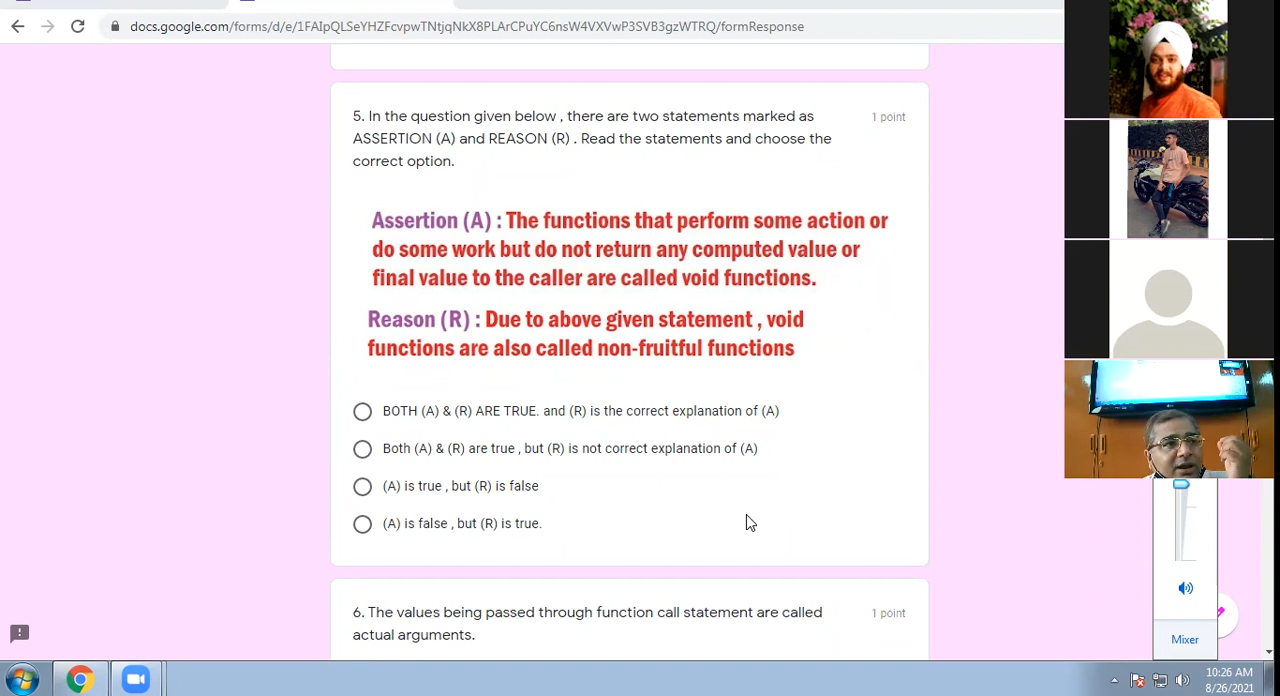 docs.google.com/forms/d/e/1FAIpQLSeYHZFcvpwTNtjqNkX8PLArCPuYC6nsW4VXVwP3SVB3gzWTRQ/formResponse
5. In the question given below , there are two statements marked as
ASSERTION (A) and REASON (R) . Read the statements and choose the
correct option.
1 point
Assertion (A) : The functions that perform some action or
do some work but do not return any computed value or
final value to the caller are called void functions.
Reason (R) : Due to above given statement , void
functions are also called non-fruitful functions
BOTH (A) & (R) ARE TRUE. and (R) is the correct explanation of (A)
Both (A) & (R) are true , but (R) is not correct explanation of (A)
(A) is true , but (R) is false
(A) is false , but (R) is true.
6. The values being passed through function call statement are called
actual arguments.
1 point
Mixer
10:26 AM
8/26/2021